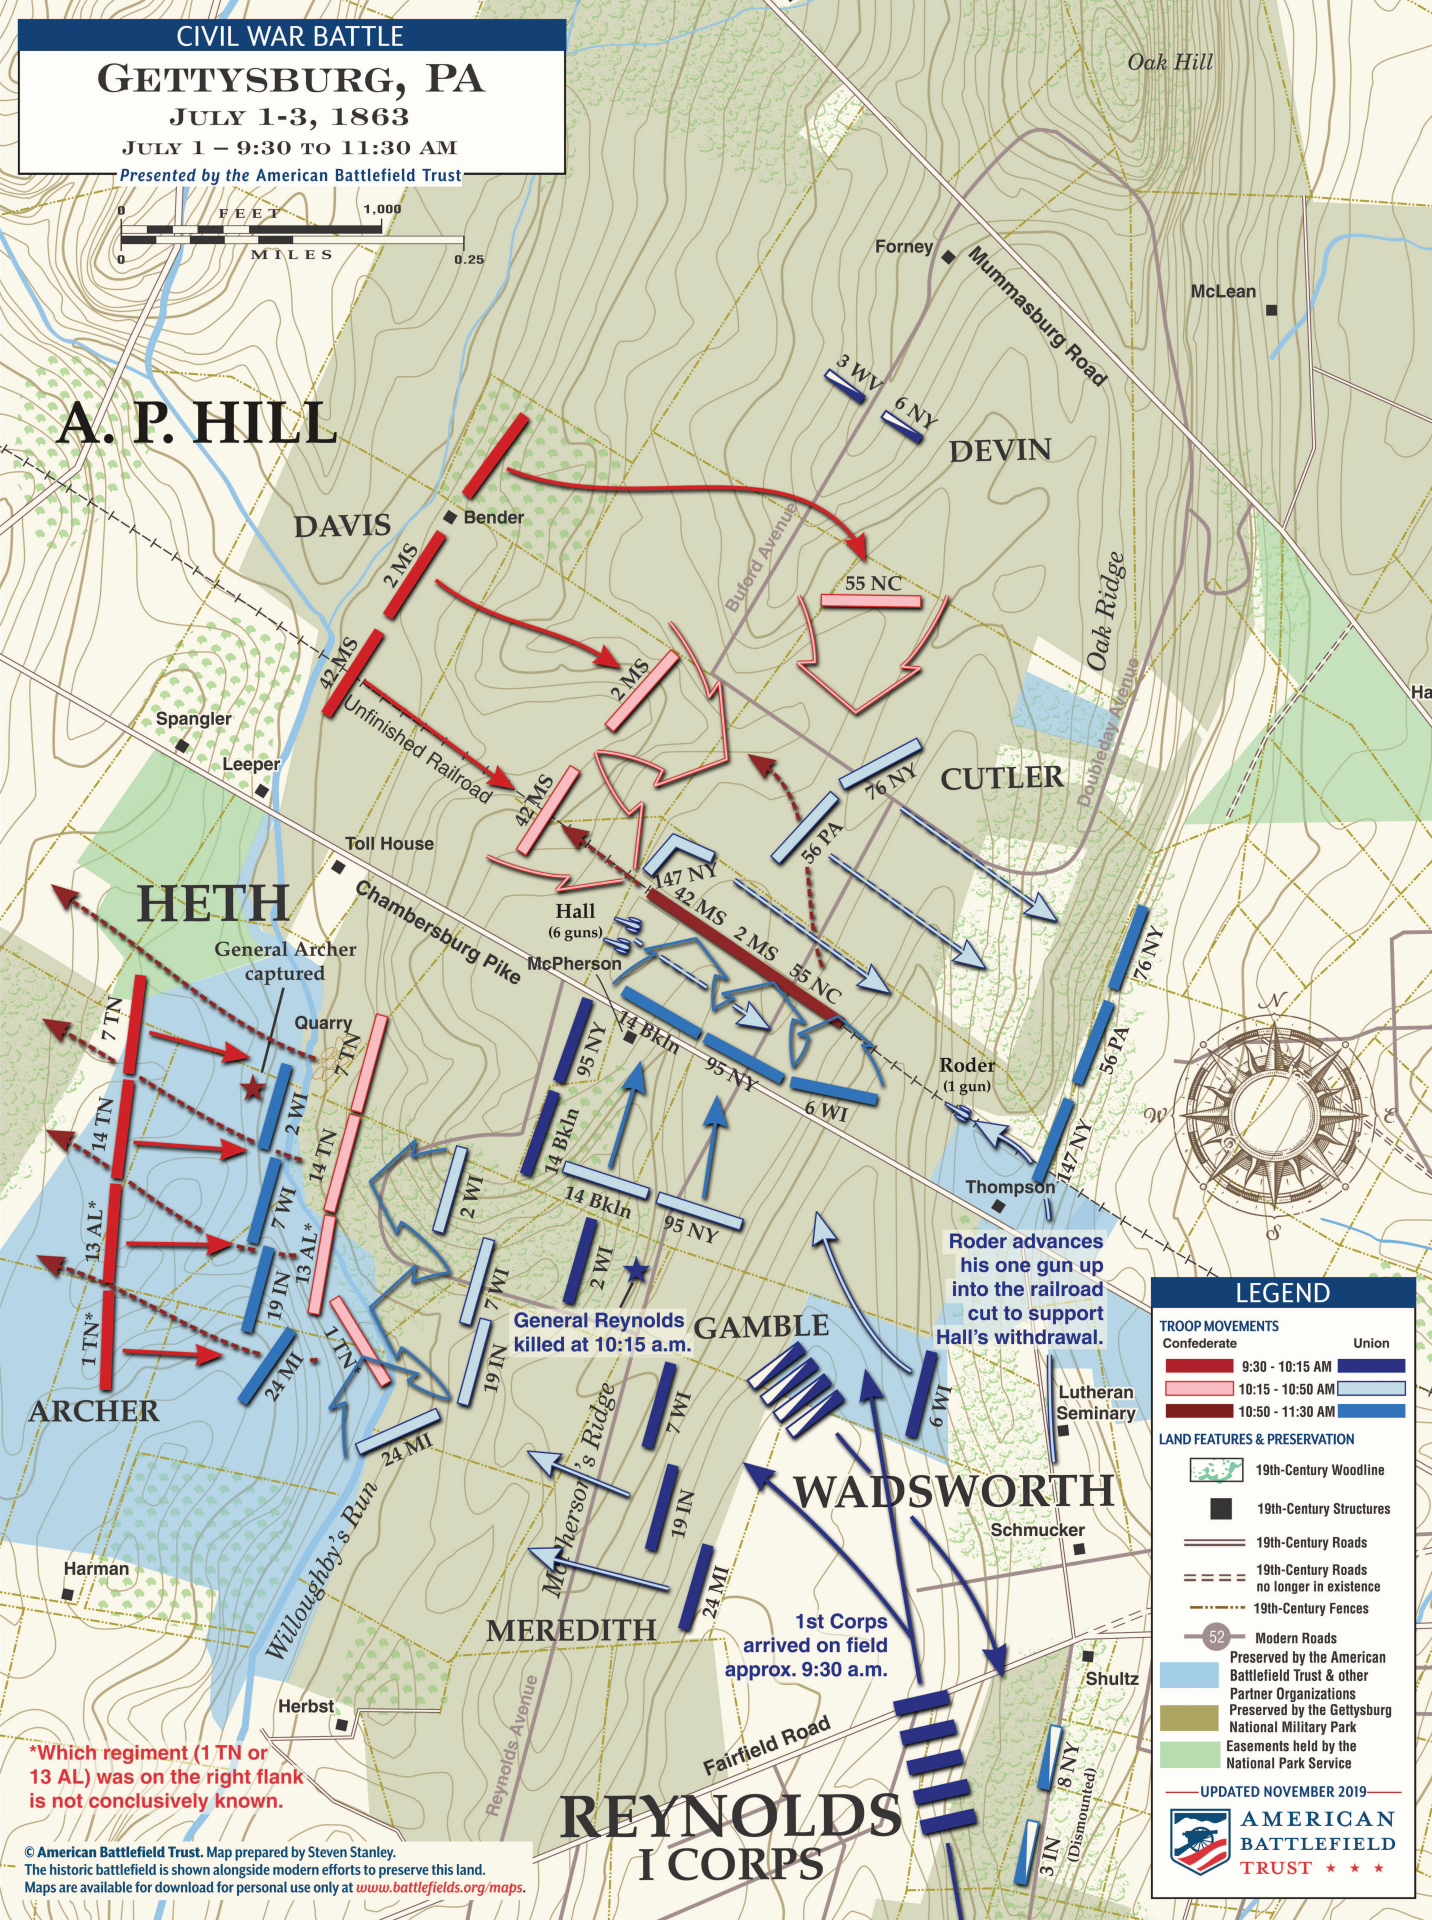 CIVIL WAR BATTLE
GETTYSBURG, PA
JULY 1-3, 1863
JULY 1 – 9:30 TO 11:30 AM
Presented by the American Battlefield Trust
0 FEET 1,000
0 MILES 0.25
Oak Hill
Forney
Mummasburg Road
McLean
3 WV
6 NY
DEVIN
A. P. HILL
DAVIS
Bender
2 MS
42 MS
Unfinished Railroad
Buford Avenue
55 NC
Oak Ridge
Doubleday Avenue
Ha
2 MS
42 MS
Spangler
Leeper
Toll House
Chambersburg Pike
76 NY
CUTLER
56 PA
147 NY
42 MS 2 MS 55 NC
HETH
General Archer
captured
Hall
(6 guns)
McPherson
Quarry
7 TN
14 TN
13 AL*
1 TN*
ARCHER
7 TN
14 TN
13 AL*
1 TN*
2 WI
7 WI
19 IN
24 MI
95 NY
14 Bkln
14 Bkln
95 NY
6 WI
Roder
(1 gun)
76 NY
56 PA
147 NY
Thompson
N
W
E
S
2 WI
7 WI
19 IN
24 MI
14 Bkln
95 NY
2 WI
General Reynolds
killed at 10:15 a.m.
GAMBLE
Roder advances
his one gun up
into the railroad
cut to support
Hall's withdrawal.
7 WI
19 IN
24 MI
6 WI
Lutheran
Seminary
McPherson's Ridge
WADSWORTH
Schmucker
Willoughby's Run
Harman
MEREDITH
1st Corps
arrived on field
approx. 9:30 a.m.
Herbst
Reynolds Avenue
Fairfield Road
Shultz
8 NY
3 IN
(Dismounted)
REYNOLDS
I CORPS
*Which regiment (1 TN or
13 AL) was on the right flank
is not conclusively known.
© American Battlefield Trust. Map prepared by Steven Stanley.
The historic battlefield is shown alongside modern efforts to preserve this land.
Maps are available for download for personal use only at www.battlefields.org/maps.
LEGEND
TROOP MOVEMENTS
Confederate Union
9:30 - 10:15 AM
10:15 - 10:50 AM
10:50 - 11:30 AM
LAND FEATURES & PRESERVATION
19th-Century Woodline
19th-Century Structures
19th-Century Roads
19th-Century Roads
no longer in existence
19th-Century Fences
52 Modern Roads
Preserved by the American
Battlefield Trust & other
Partner Organizations
Preserved by the Gettysburg
National Military Park
Easements held by the
National Park Service
UPDATED NOVEMBER 2019
AMERICAN
BATTLEFIELD
TRUST